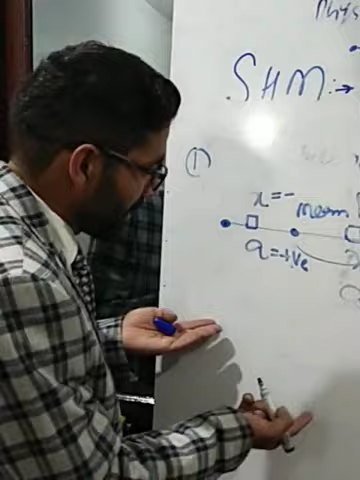 Phys
SHM :→
①
x = -
mean
a = +ve